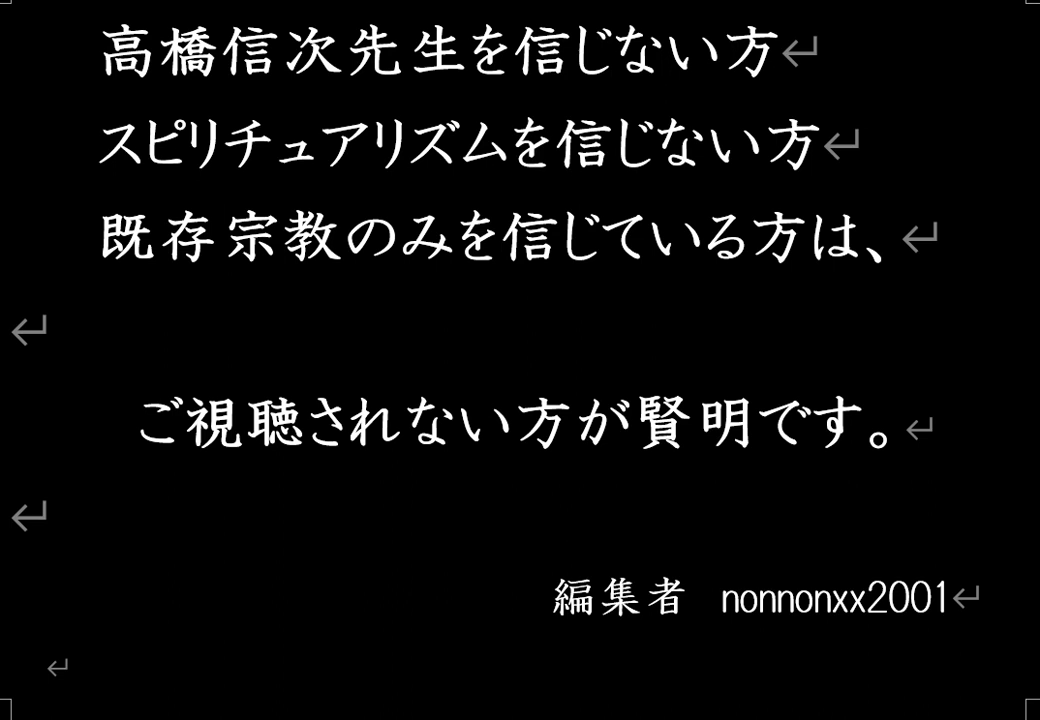 高橋信次先生を信じない方
スピリチュアリズムを信じない方
既存宗教のみを信じている方は、
ご視聴されない方が賢明です。
編集者　nonnonxx2001